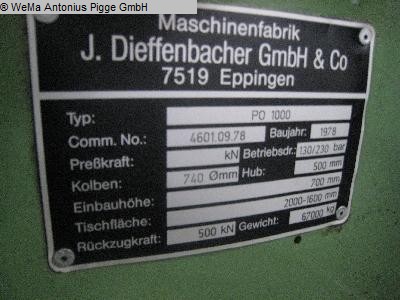 © WeMa Antonius Pigge GmbH
Maschinenfabrik
J. Dieffenbacher GmbH & Co
7519 Eppingen
Typ: PO 1000
Comm. No.: 4601.09.78 Baujahr: 1978
Preßkraft: kN Betriebsdr.: 130/230 bar
Kolben: 740 Ømm Hub: 500 mm
Einbauhöhe: 700 mm
Tischfläche: 2000-1600 mm
Rückzugkraft: 500 kN Gewicht: 67000 kg